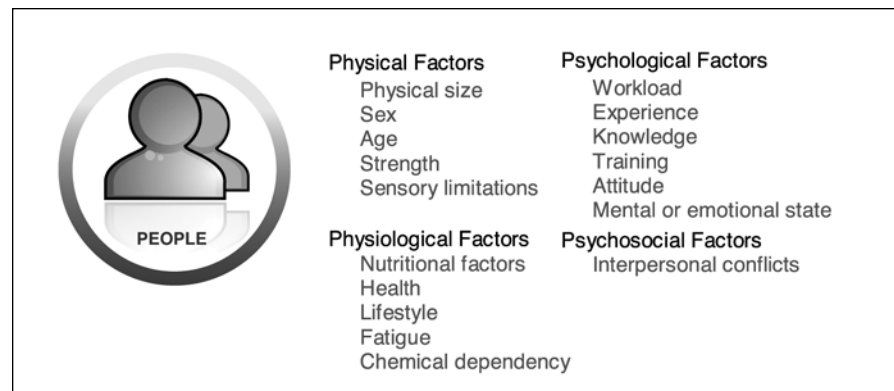 PEOPLE
Physical Factors
Physical size
Sex
Age
Strength
Sensory limitations
Physiological Factors
Nutritional factors
Health
Lifestyle
Fatigue
Chemical dependency
Psychological Factors
Workload
Experience
Knowledge
Training
Attitude
Mental or emotional state
Psychosocial Factors
Interpersonal conflicts